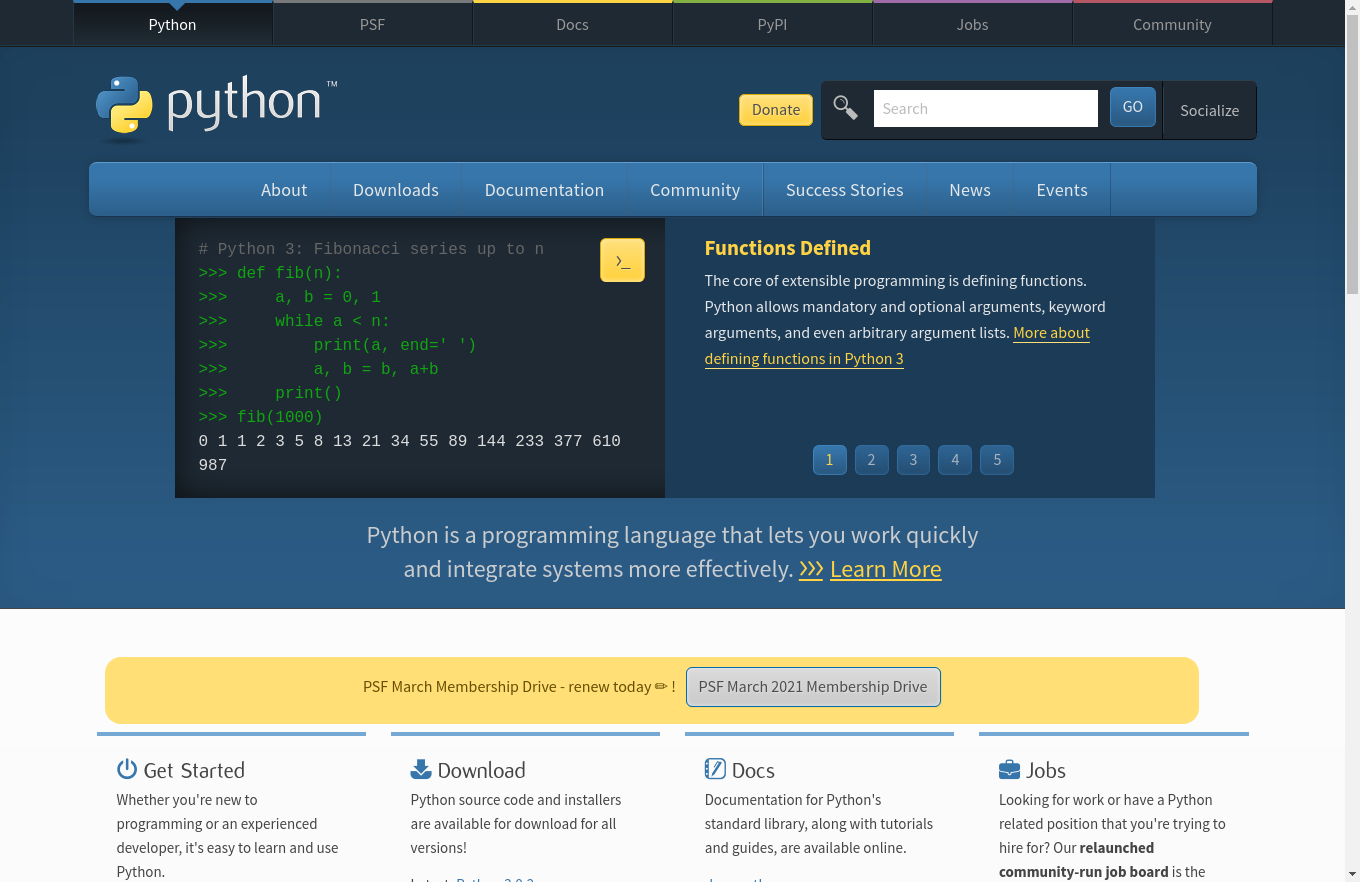 Python
PSF
Docs
PyPI
Jobs
Community
python™
Donate
Search
GO
Socialize
About
Downloads
Documentation
Community
Success Stories
News
Events
# Python 3: Fibonacci series up to n
>>> def fib(n):
>>>     a, b = 0, 1
>>>     while a < n:
>>>         print(a, end=' ')
>>>         a, b = b, a+b
>>>     print()
>>> fib(1000)
0 1 1 2 3 5 8 13 21 34 55 89 144 233 377 610
987
>_
Functions Defined
The core of extensible programming is defining functions.
Python allows mandatory and optional arguments, keyword
arguments, and even arbitrary argument lists. More about
defining functions in Python 3
1
2
3
4
5
Python is a programming language that lets you work quickly
and integrate systems more effectively. >>> Learn More
PSF March Membership Drive - renew today ✏ !
PSF March 2021 Membership Drive
Get Started
Whether you're new to
programming or an experienced
developer, it's easy to learn and use
Python.
Download
Python source code and installers
are available for download for all
versions!
Docs
Documentation for Python's
standard library, along with tutorials
and guides, are available online.
Jobs
Looking for work or have a Python
related position that you're trying to
hire for? Our relaunched
community-run job board is the